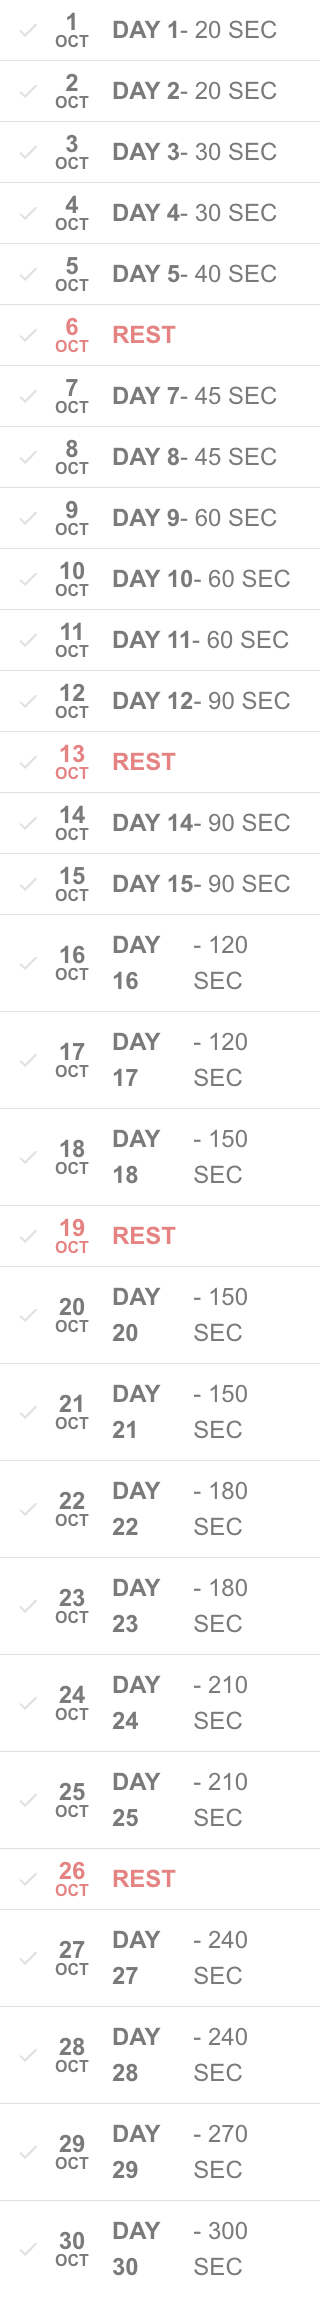 1
OCT
DAY 1- 20 SEC
2
OCT
DAY 2- 20 SEC
3
OCT
DAY 3- 30 SEC
4
OCT
DAY 4- 30 SEC
5
OCT
DAY 5- 40 SEC
6
OCT
REST
7
OCT
DAY 7- 45 SEC
8
OCT
DAY 8- 45 SEC
9
OCT
DAY 9- 60 SEC
10
OCT
DAY 10- 60 SEC
11
OCT
DAY 11- 60 SEC
12
OCT
DAY 12- 90 SEC
13
OCT
REST
14
OCT
DAY 14- 90 SEC
15
OCT
DAY 15- 90 SEC
16
OCT
DAY - 120
16 SEC
17
OCT
DAY - 120
17 SEC
18
OCT
DAY - 150
18 SEC
19
OCT
REST
20
OCT
DAY - 150
20 SEC
21
OCT
DAY - 150
21 SEC
22
OCT
DAY - 180
22 SEC
23
OCT
DAY - 180
23 SEC
24
OCT
DAY - 210
24 SEC
25
OCT
DAY - 210
25 SEC
26
OCT
REST
27
OCT
DAY - 240
27 SEC
28
OCT
DAY - 240
28 SEC
29
OCT
DAY - 270
29 SEC
30
OCT
DAY - 300
30 SEC